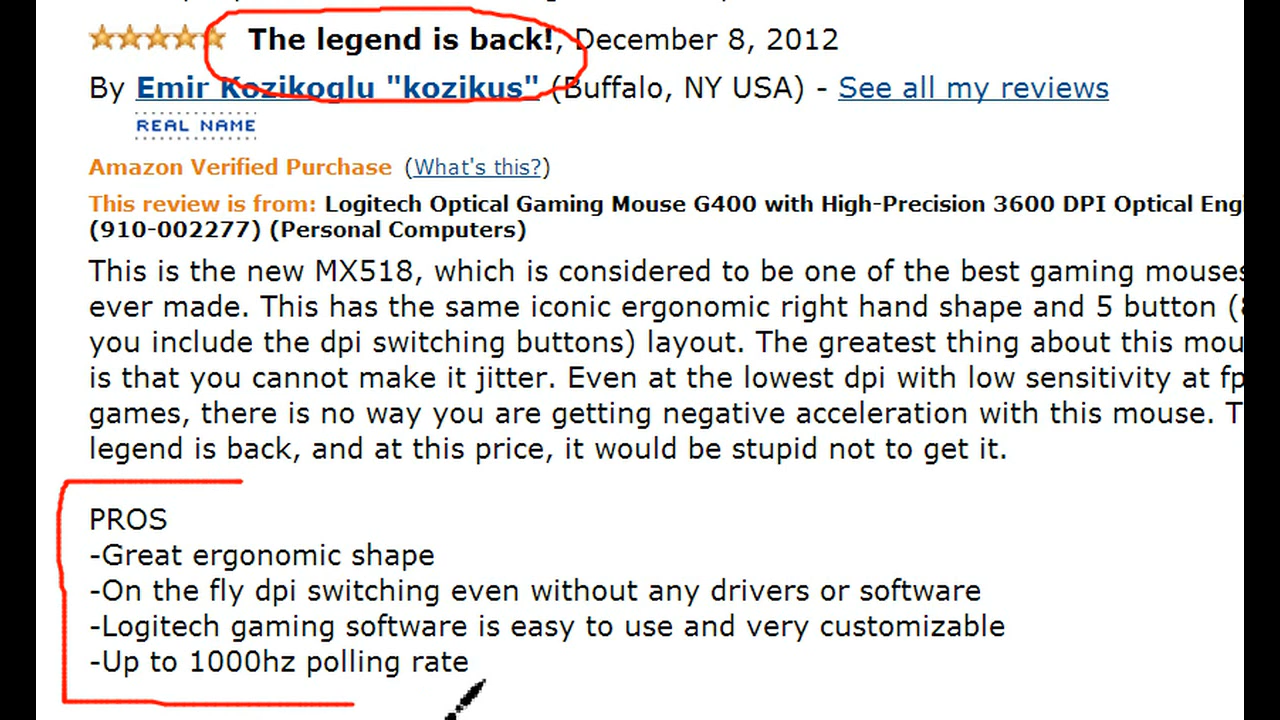 The legend is back!, December 8, 2012
By Emir Kozikoglu "kozikus" (Buffalo, NY USA) - See all my reviews
REAL NAME
Amazon Verified Purchase (What's this?)
This review is from: Logitech Optical Gaming Mouse G400 with High-Precision 3600 DPI Optical Engi
(910-002277) (Personal Computers)
This is the new MX518, which is considered to be one of the best gaming mouses
ever made. This has the same iconic ergonomic right hand shape and 5 button (
you include the dpi switching buttons) layout. The greatest thing about this mou
is that you cannot make it jitter. Even at the lowest dpi with low sensitivity at fp
games, there is no way you are getting negative acceleration with this mouse. T
legend is back, and at this price, it would be stupid not to get it.
PROS
-Great ergonomic shape
-On the fly dpi switching even without any drivers or software
-Logitech gaming software is easy to use and very customizable
-Up to 1000hz polling rate